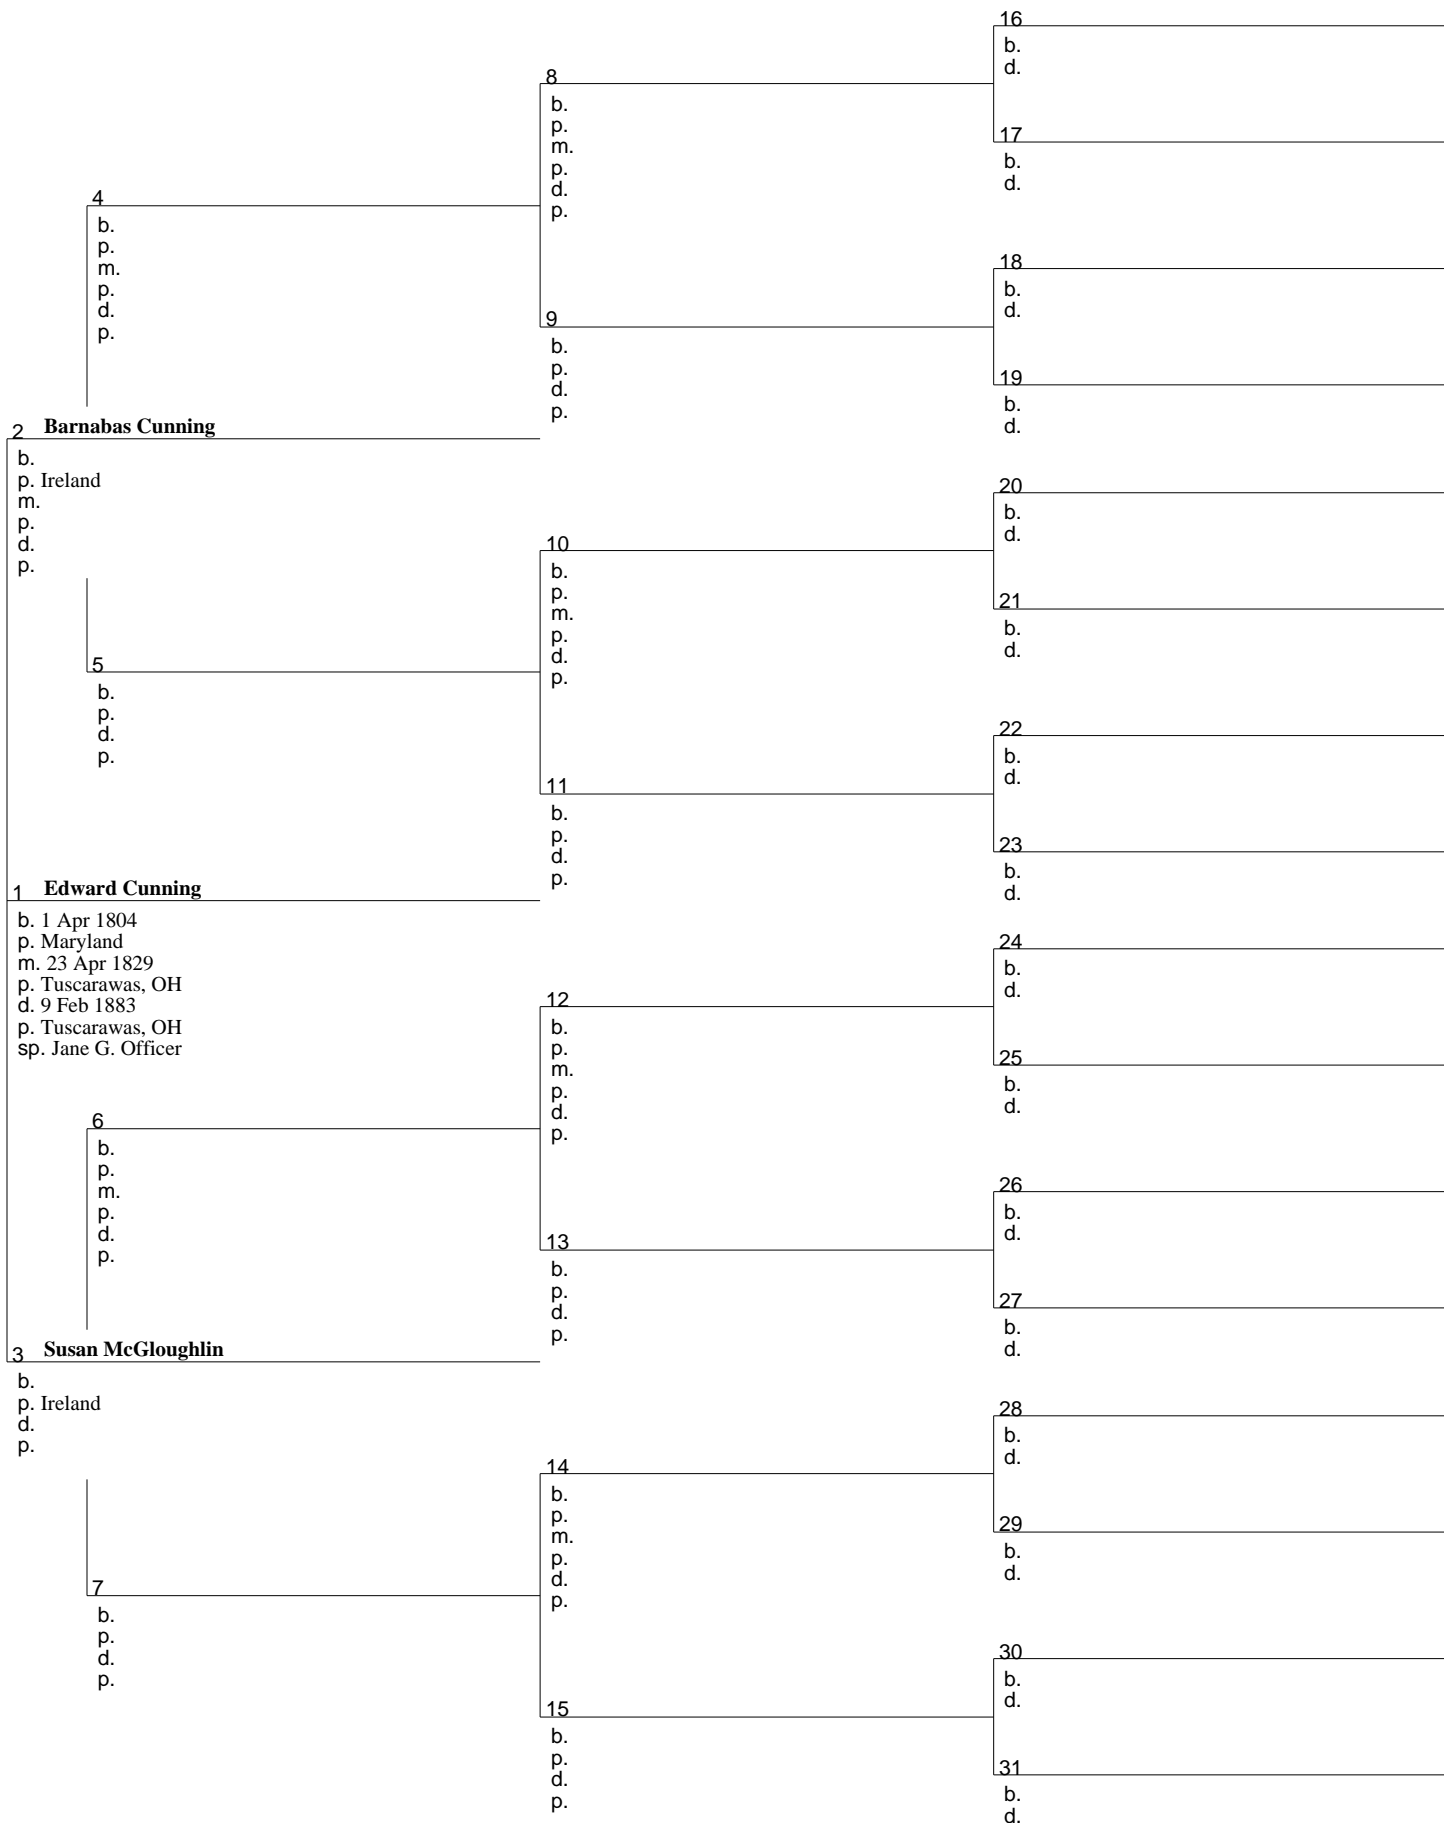 16
b.
d.
8
b.
p.
m.
p.
d.
p.
17
b.
d.
4
b.
p.
m.
p.
d.
p.
18
b.
d.
9
b.
p.
d.
p.
19
b.
d.
2 Barnabas Cunning
b.
p. Ireland
m.
p.
d.
p.
20
b.
d.
10
b.
p.
m.
p.
d.
p.
21
b.
d.
5
b.
p.
d.
p.
22
b.
d.
11
b.
p.
d.
p.
23
b.
d.
1 Edward Cunning
b. 1 Apr 1804
p. Maryland
m. 23 Apr 1829
p. Tuscarawas, OH
d. 9 Feb 1883
p. Tuscarawas, OH
sp. Jane G. Officer
24
b.
d.
12
b.
p.
m.
p.
d.
p.
25
b.
d.
6
b.
p.
m.
p.
d.
p.
26
b.
d.
13
b.
p.
d.
p.
27
b.
d.
3 Susan McGloughlin
b.
p. Ireland
d.
p.
28
b.
d.
14
b.
p.
m.
p.
d.
p.
29
b.
d.
7
b.
p.
d.
p.
30
b.
d.
15
b.
p.
d.
p.
31
b.
d.